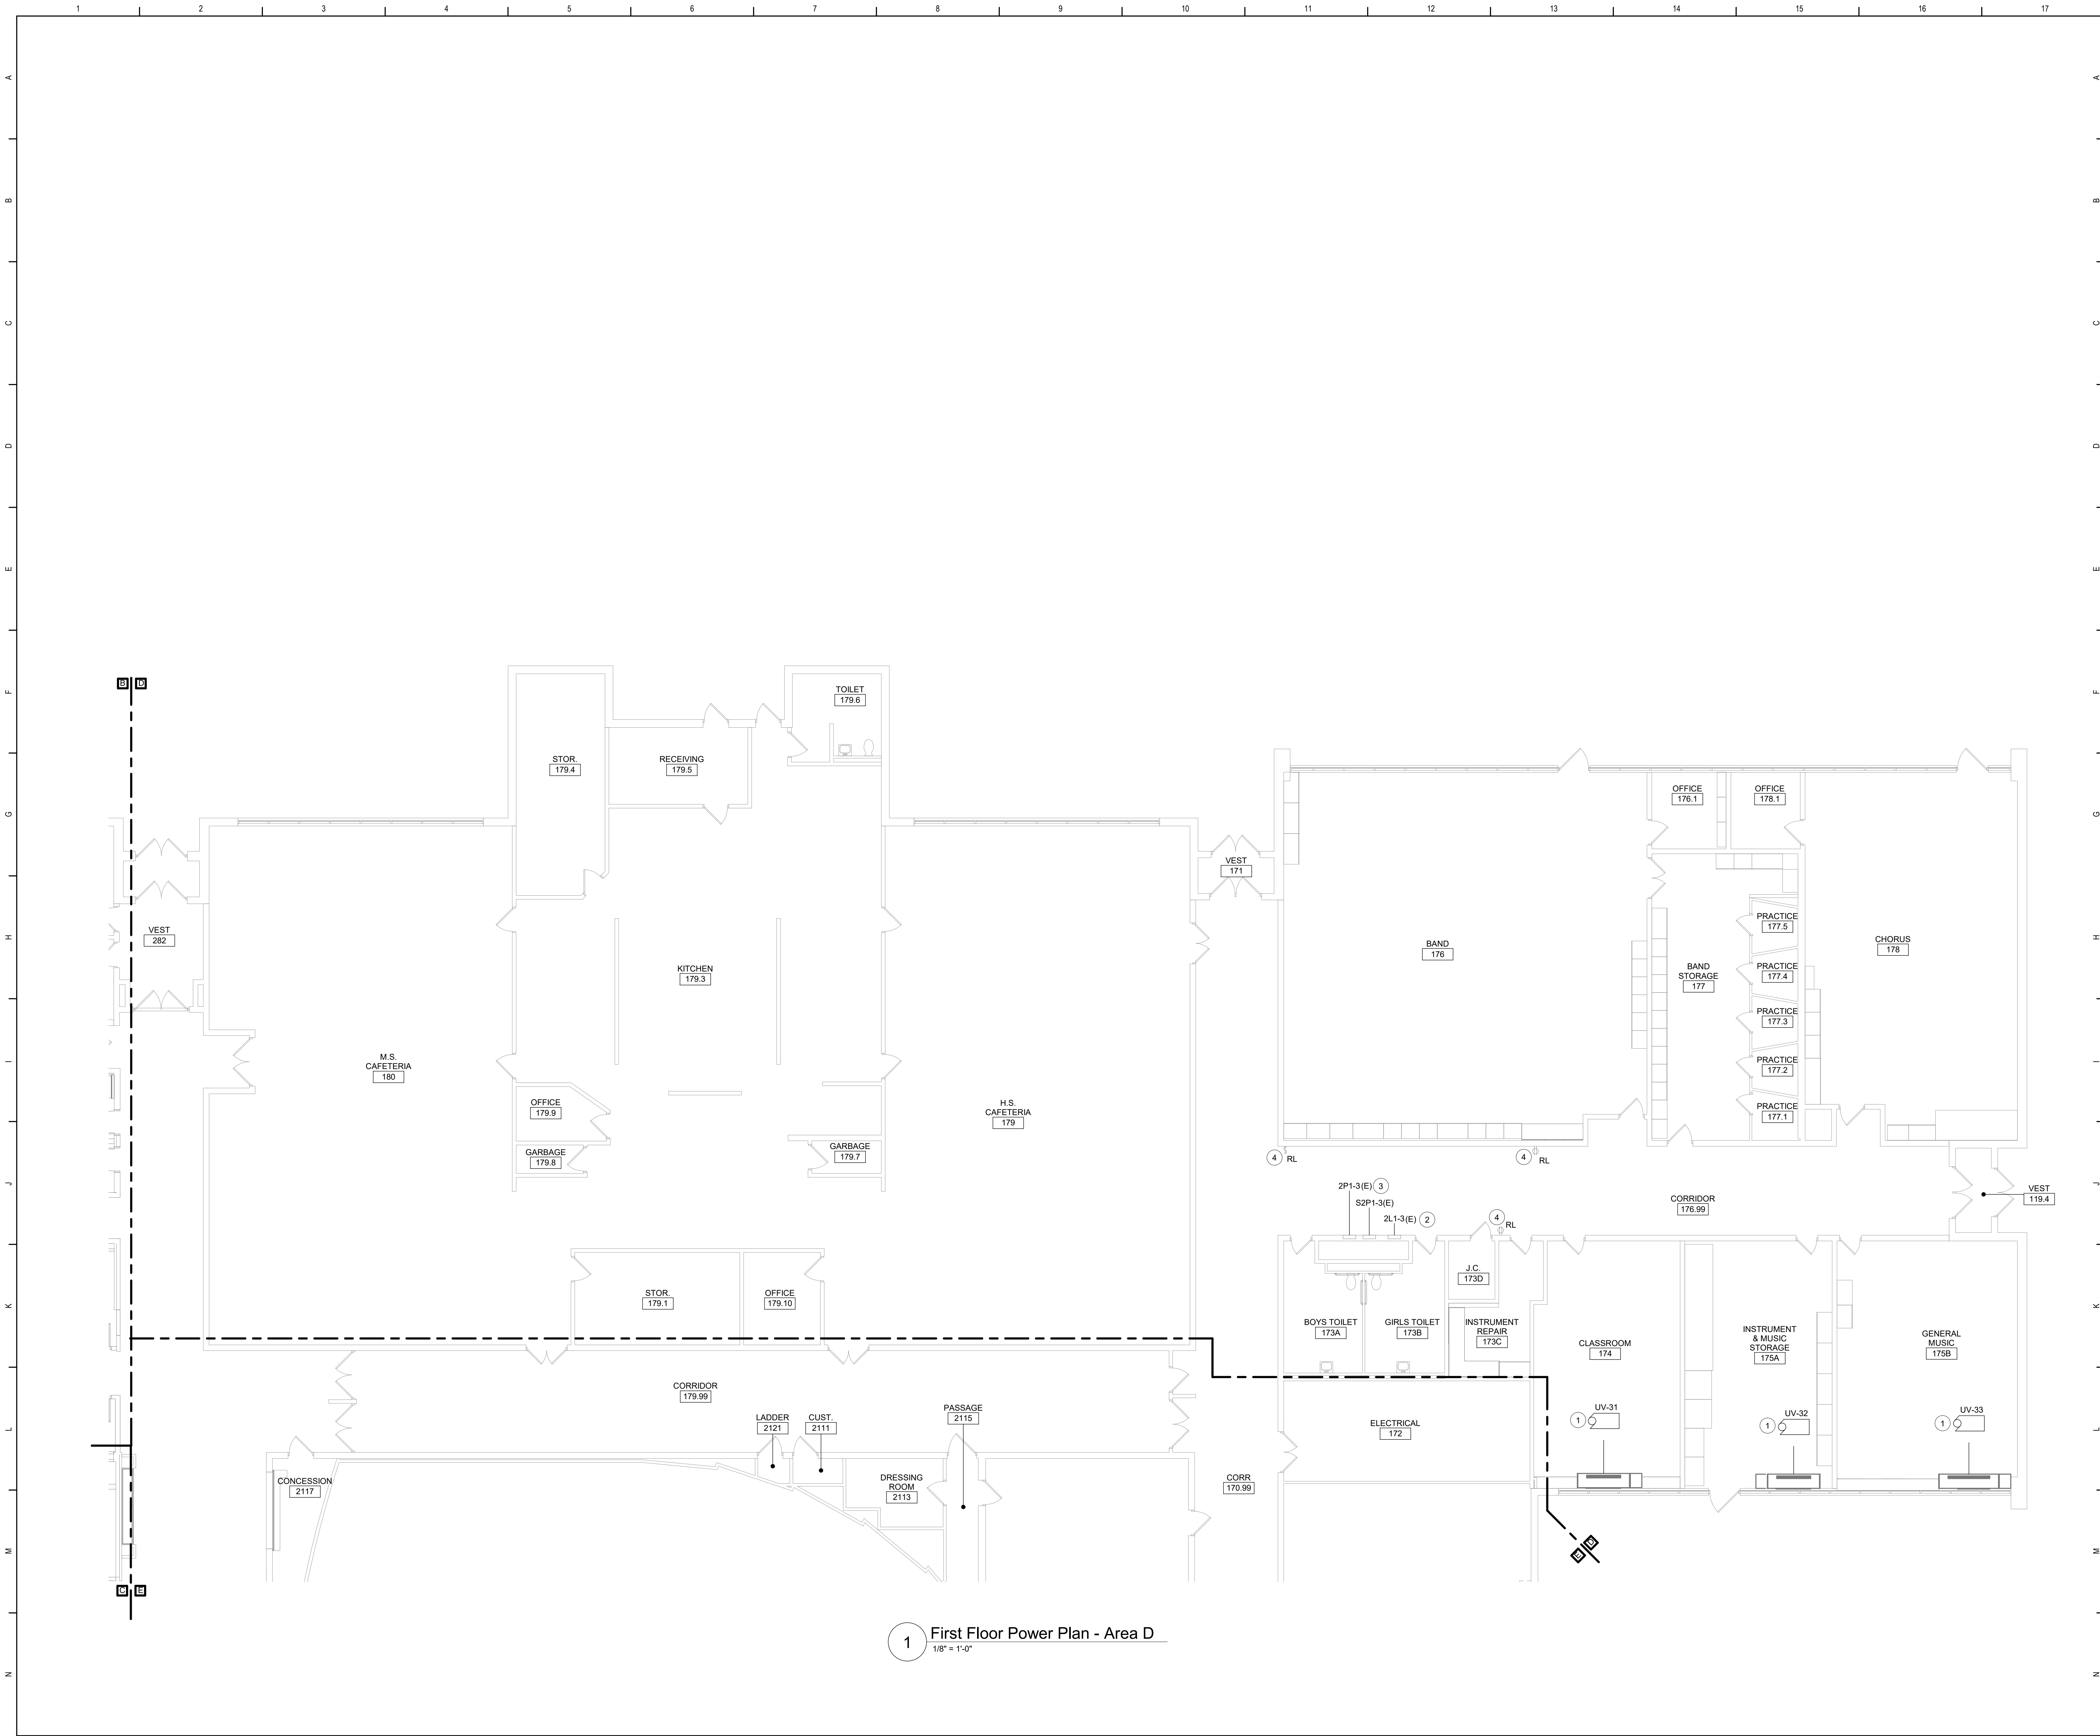 1 2 3 4 5 6 7 8 9 10 11 12 13 14 15 16 17
A A
B B
C C
D D
E E
F F
G G
H H
I I
J J
K K
L L
M M
N N
B D
TOILET
179.6
STOR.
179.4
RECEIVING
179.5
OFFICE
176.1
OFFICE
178.1
VEST
171
VEST
282
KITCHEN
179.3
BAND
176
BAND
STORAGE
177
PRACTICE
177.5
PRACTICE
177.4
PRACTICE
177.3
PRACTICE
177.2
PRACTICE
177.1
CHORUS
178
M.S.
CAFETERIA
180
OFFICE
179.9
GARBAGE
179.8
GARBAGE
179.7
H.S.
CAFETERIA
179
4 RL
4 RL
2P1-3(E) 3
S2P1-3(E)
2L1-3(E) 2
4 RL
CORRIDOR
176.99
VEST
119.4
STOR.
179.1
OFFICE
179.10
J.C.
173D
BOYS TOILET
173A
GIRLS TOILET
173B
INSTRUMENT
REPAIR
173C
CLASSROOM
174
INSTRUMENT
& MUSIC
STORAGE
175A
GENERAL
MUSIC
175B
CORRIDOR
179.99
LADDER
2121
CUST.
2111
PASSAGE
2115
ELECTRICAL
172
UV-31
1
UV-32
1
UV-33
1
CONCESSION
2117
DRESSING
ROOM
2113
CORR
170.99
E D
C E
1 First Floor Power Plan - Area D
1/8" = 1'-0"